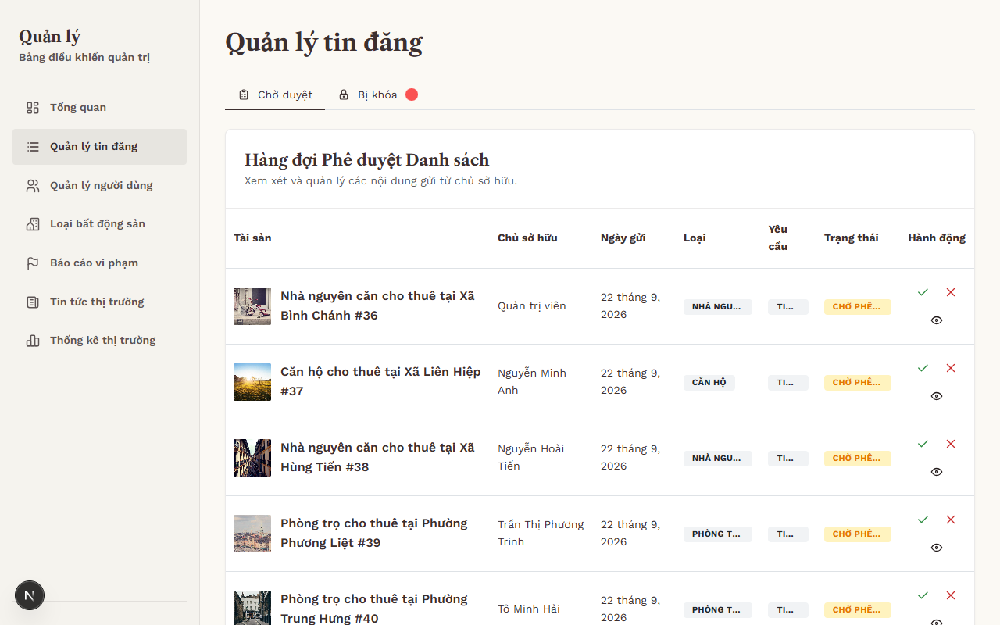 Quản lý
Bảng điều khiển quản trị
Tổng quan
Quản lý tin đăng
Quản lý người dùng
Loại bất động sản
Báo cáo vi phạm
Tin tức thị trường
Thống kê thị trường
N
Quản lý tin đăng
Chờ duyệt
Bị khóa
Hàng đợi Phê duyệt Danh sách
Xem xét và quản lý các nội dung gửi từ chủ sở hữu.
Tài sản Chủ sở hữu Ngày gửi Loại Yêu cầu Trạng thái Hành động
Nhà nguyên căn cho thuê tại Xã
Bình Chánh #36
Quản trị viên
22 tháng 9,
2026
NHÀ NGU...
TI...
CHỜ PHÊ...
Căn hộ cho thuê tại Xã Liên Hiệp
#37
Nguyễn Minh
Anh
22 tháng 9,
2026
CĂN HỘ
TI...
CHỜ PHÊ...
Nhà nguyên căn cho thuê tại Xã
Hùng Tiến #38
Nguyễn Hoài
Tiến
22 tháng 9,
2026
NHÀ NGU...
TI...
CHỜ PHÊ...
Phòng trọ cho thuê tại Phường
Phương Liệt #39
Trần Thị Phương
Trinh
22 tháng 9,
2026
PHÒNG T...
TI...
CHỜ PHÊ...
Phòng trọ cho thuê tại Phường
Trung Hưng #40
Tô Minh Hải
22 tháng 9,
2026
PHÒNG T...
TI...
CHỜ PHÊ...